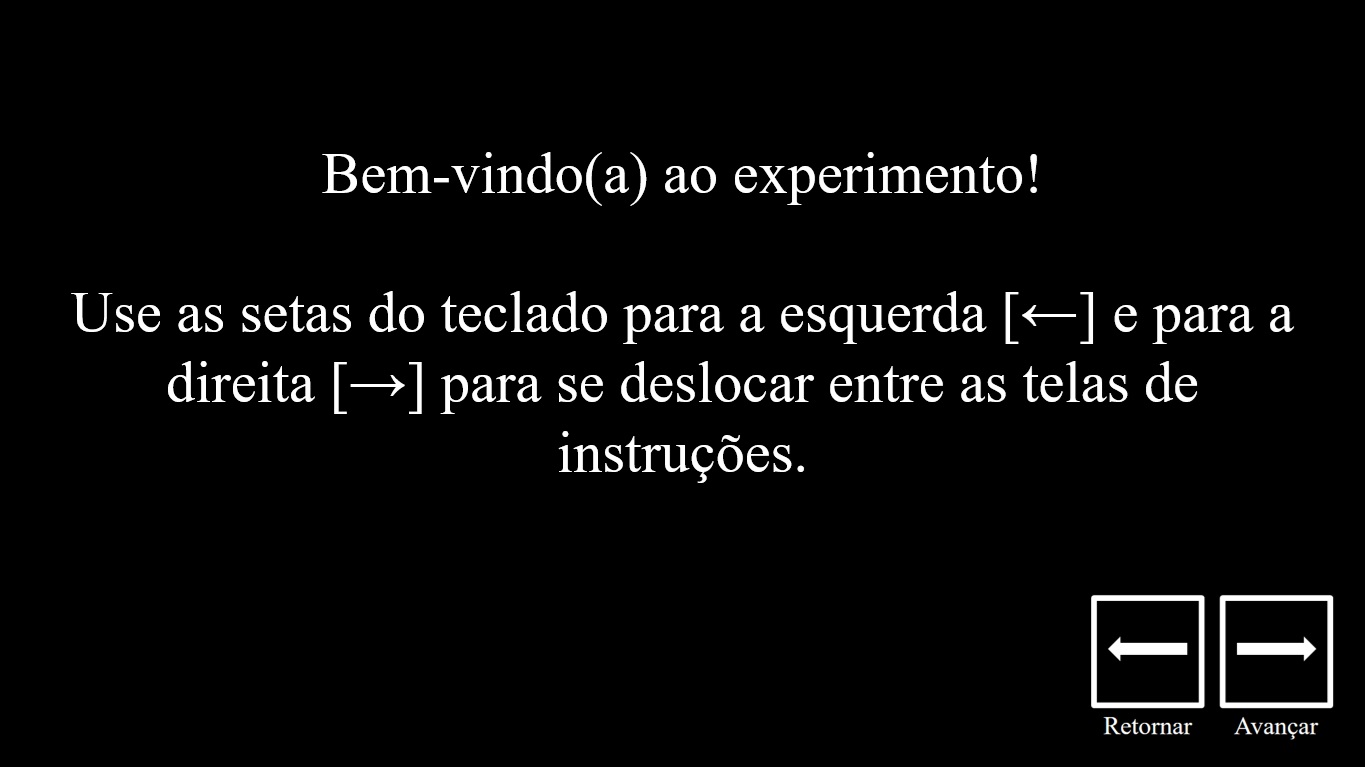 Bem-vindo(a) ao experimento!
Use as setas do teclado para a esquerda [←] e para a
direita [→] para se deslocar entre as telas de
instruções.
Retornar Avançar